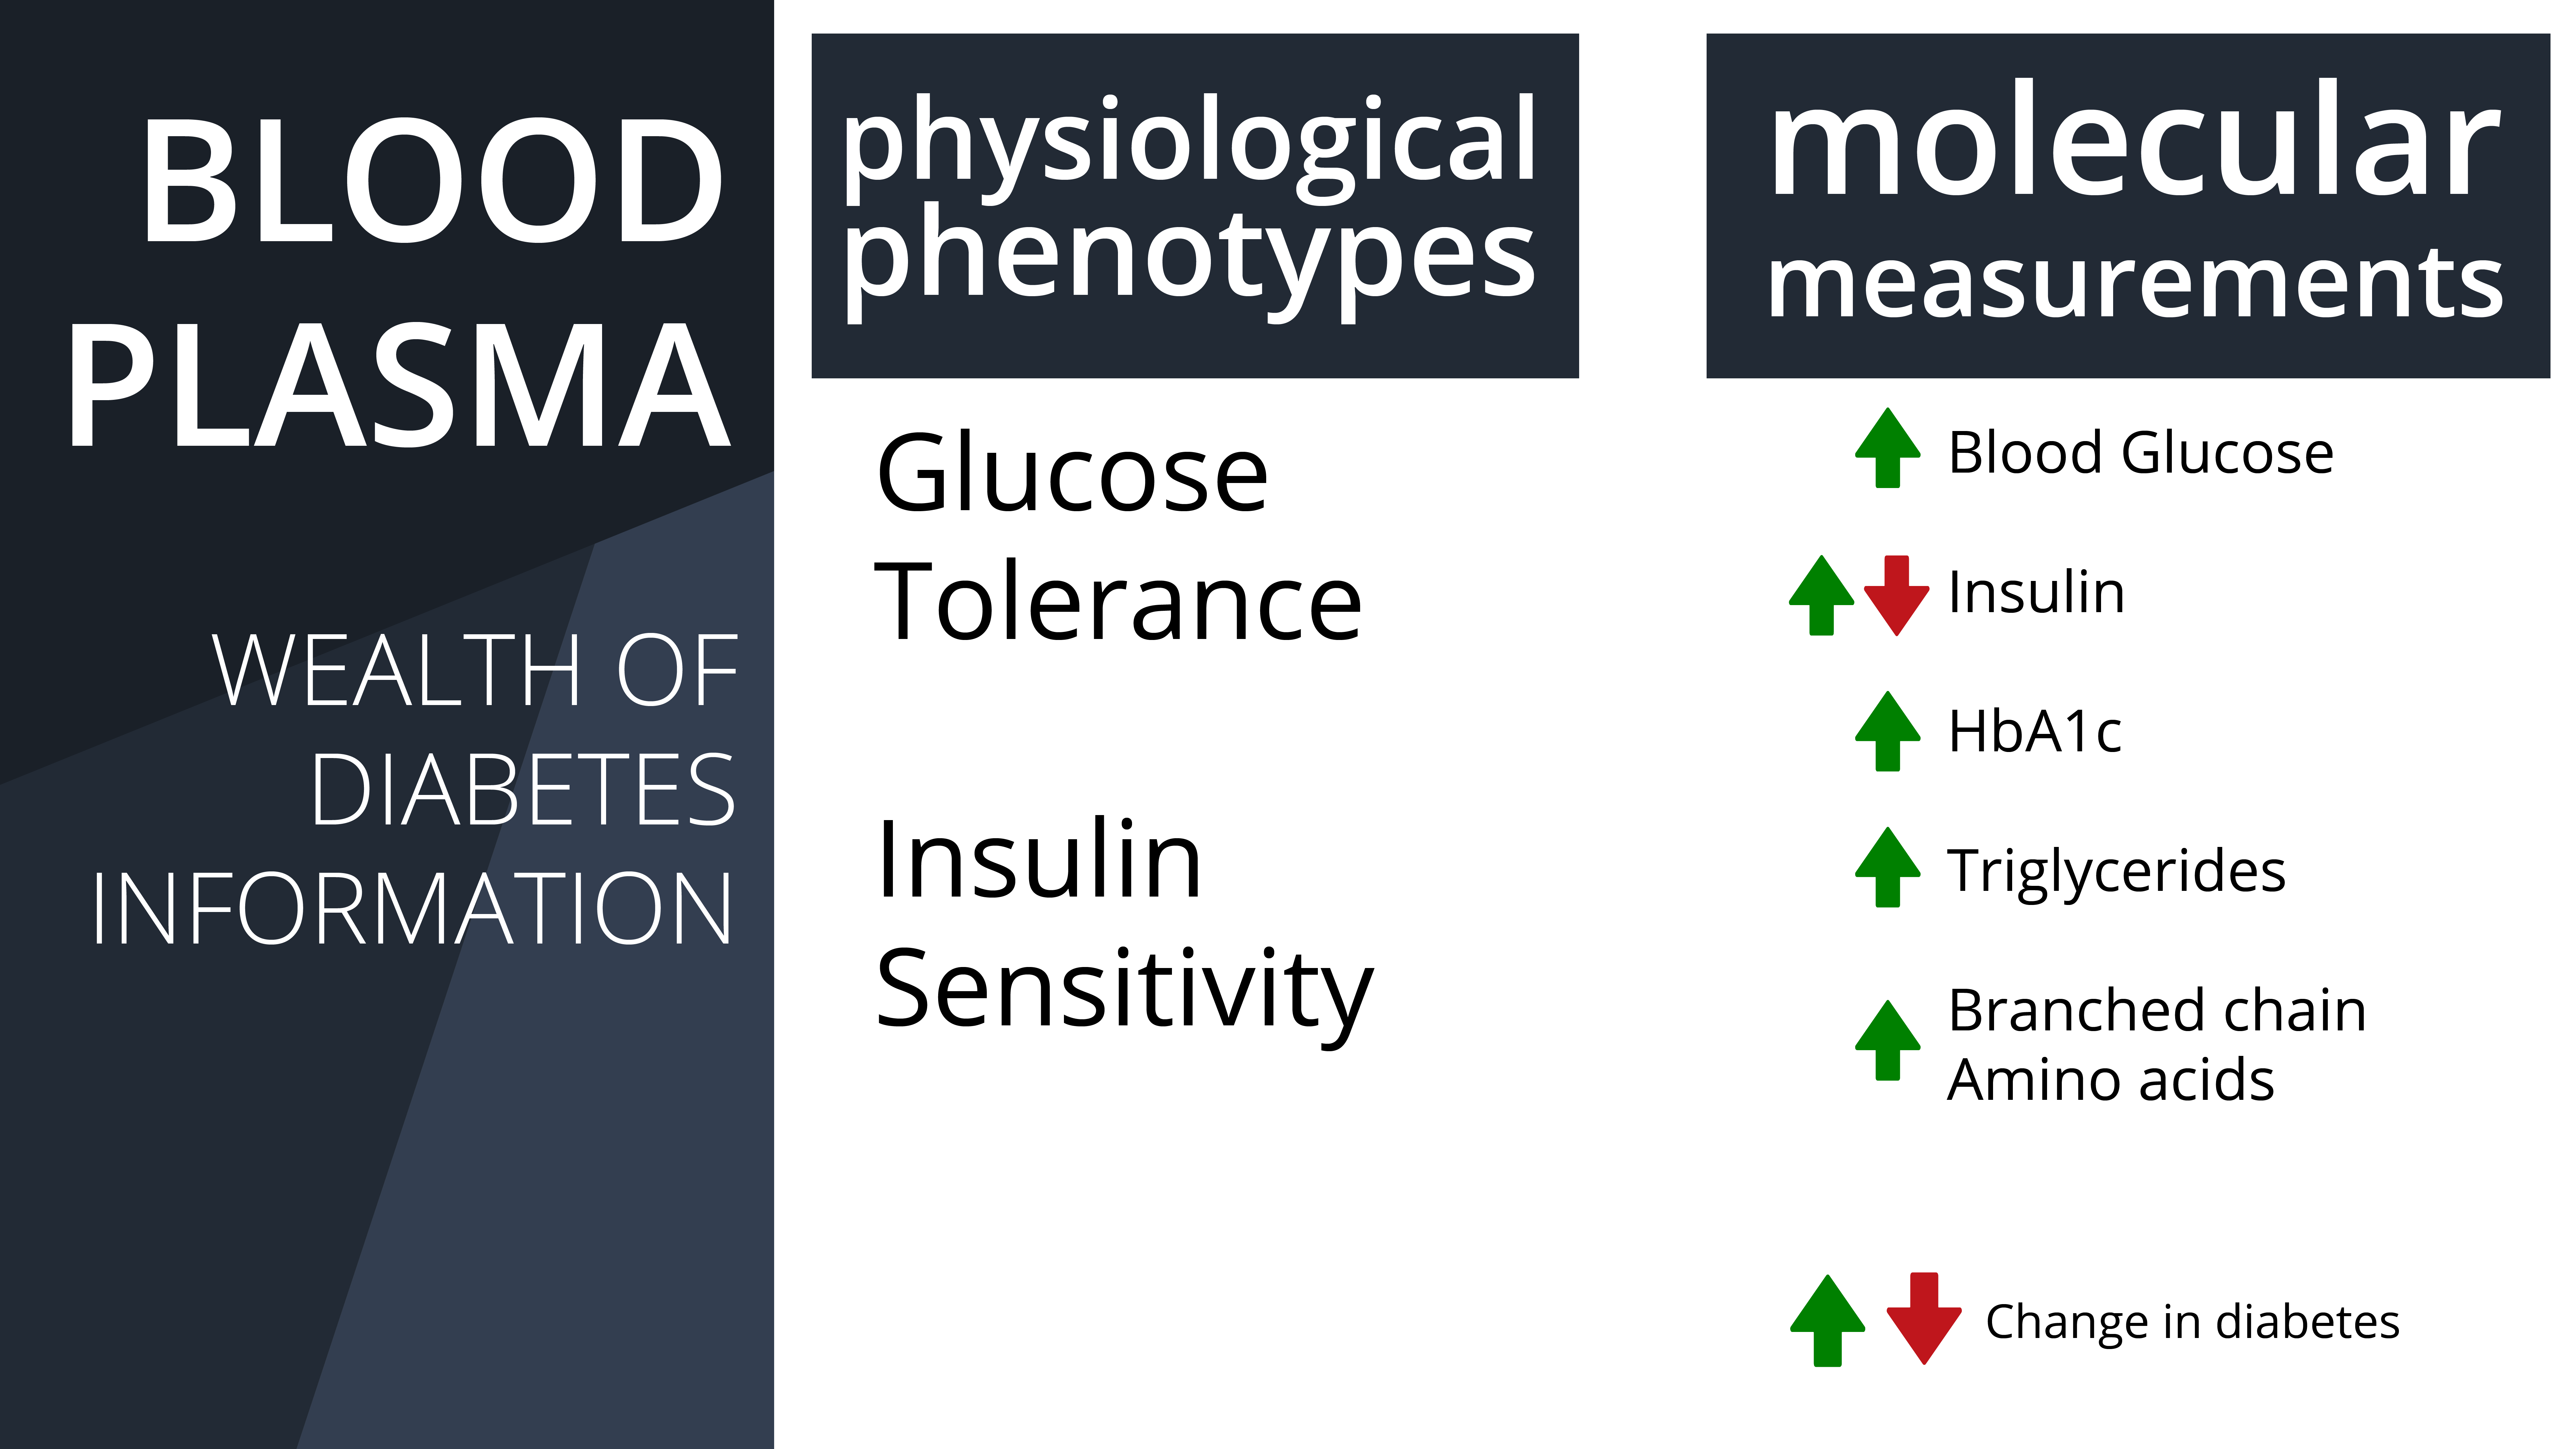 BLOOD
PLASMA
WEALTH OF
DIABETES
INFORMATION
physiological
phenotypes
Glucose
Tolerance
Insulin
Sensitivity
molecular
measurements
Blood Glucose
Insulin
HbA1c
Triglycerides
Branched chain
Amino acids
Change in diabetes